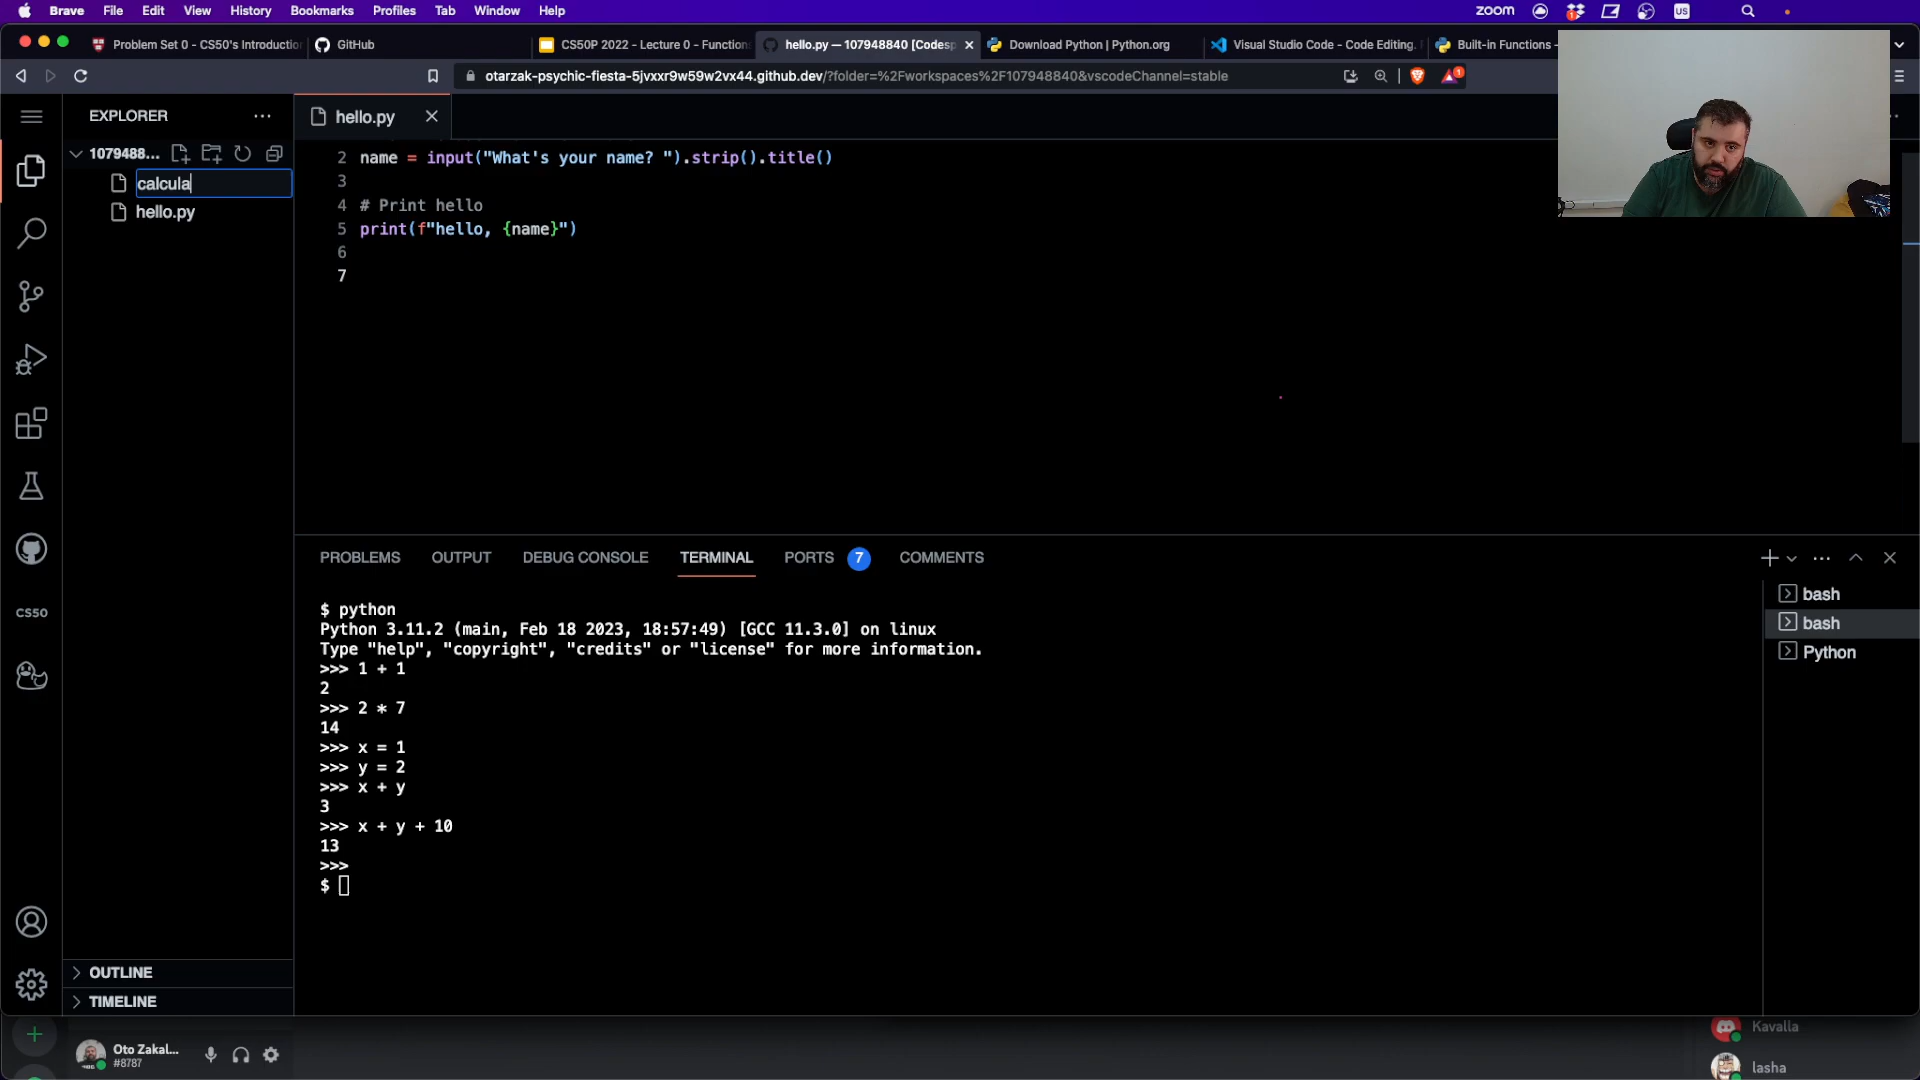 Brave File Edit View History Bookmarks Profiles Tab Window Help zoom US
Problem Set 0 - CS50's Introduction
GitHub
CS50P 2022 - Lecture 0 - Function
hello.py — 107948840 [Codesp
Download Python | Python.org
Visual Studio Code - Code Editing.
Built-in Functions -
otarzak-psychic-fiesta-5jvxxr9w59w2vx44.github.dev/?folder=%2Fworkspaces%2F107948840&vscodeChannel=stable
1
EXPLORER
hello.py
1079488...
calcula
hello.py
2 name = input("What's your name? ").strip().title()
3
4 # Print hello
5 print(f"hello, {name}")
6
7
PROBLEMS OUTPUT DEBUG CONSOLE TERMINAL PORTS 7 COMMENTS
$ python
Python 3.11.2 (main, Feb 18 2023, 18:57:49) [GCC 11.3.0] on linux
Type "help", "copyright", "credits" or "license" for more information.
>>> 1 + 1
2
>>> 2 * 7
14
>>> x = 1
>>> y = 2
>>> x + y
3
>>> x + y + 10
13
>>>
$
bash
bash
Python
CS50
OUTLINE
TIMELINE
Oto Zakal...
#8787
Kavalla
lasha